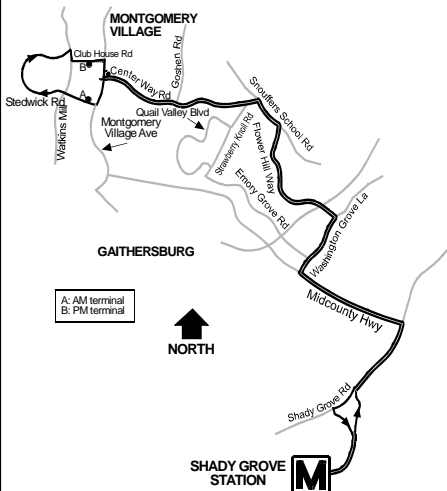 MONTGOMERY
VILLAGE
Club House Rd
B
Center Way Rd
Goshen Rd
A
Stedwick Rd
Watkins Mill
Quail Valley Blvd
Montgomery
Village Ave
Snouffers School Rd
Strawberry Knoll Rd
Flower Hill Way
Emory Grove Rd
Washington Grove La
GAITHERSBURG
Midcounty Hwy
A: AM terminal
B: PM terminal
NORTH
Shady Grove Rd
SHADY GROVE
STATION
M